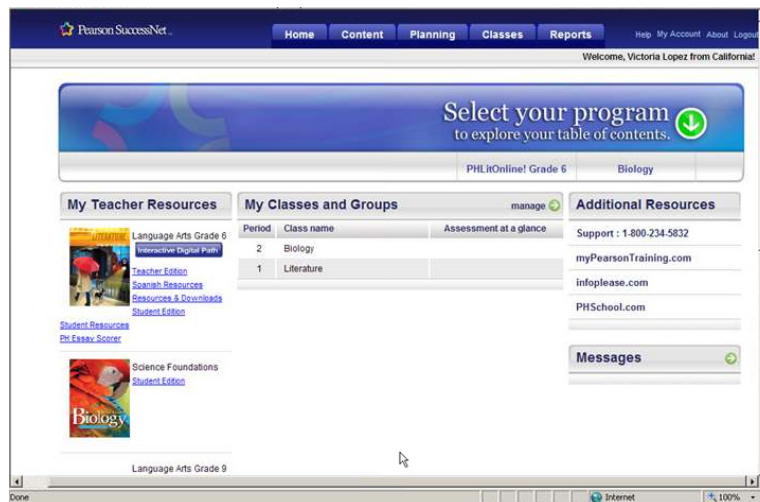 Pearson SuccessNet
Home Content Planning Classes Reports Help My Account About Logout
Welcome, Victoria Lopez from California!
Select your program
to explore your table of contents.
PHLitOnline! Grade 6 Biology
My Teacher Resources
LITERATURE
Language Arts Grade 6
Interactive Digital Path
Teacher Edition
Spanish Resources
Resources & Downloads
Student Edition
Student Resources
PH Essay Scorer
Science Foundations
Student Edition
Biology
Language Arts Grade 9
My Classes and Groups manage
Period Class name Assessment at a glance
2 Biology
1 Literature
Additional Resources
Support : 1-800-234-5832
myPearsonTraining.com
infoplease.com
PHSchool.com
Messages
Done Internet 100%